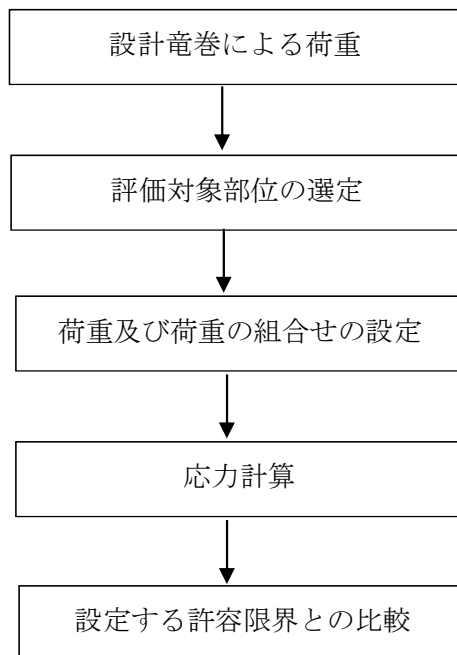 設計竜巻による荷重
評価対象部位の選定
荷重及び荷重の組合せの設定
応力計算
設定する許容限界との比較